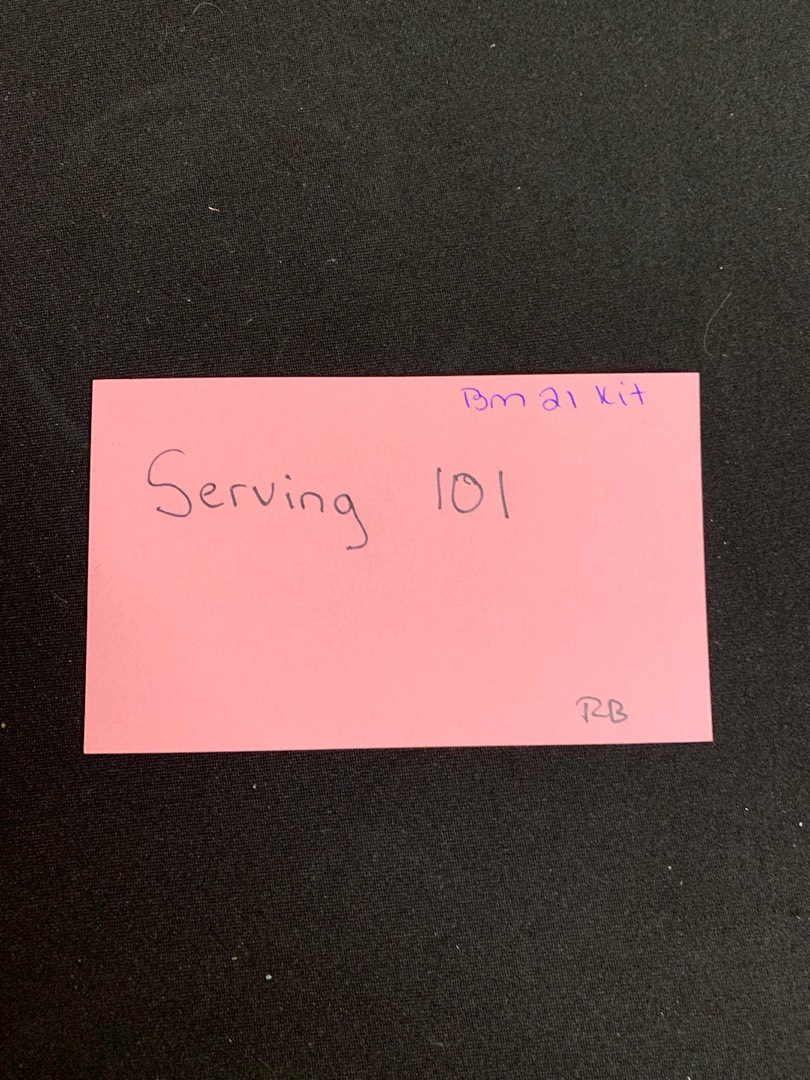 Bm 21 Kit
Serving 101
RB